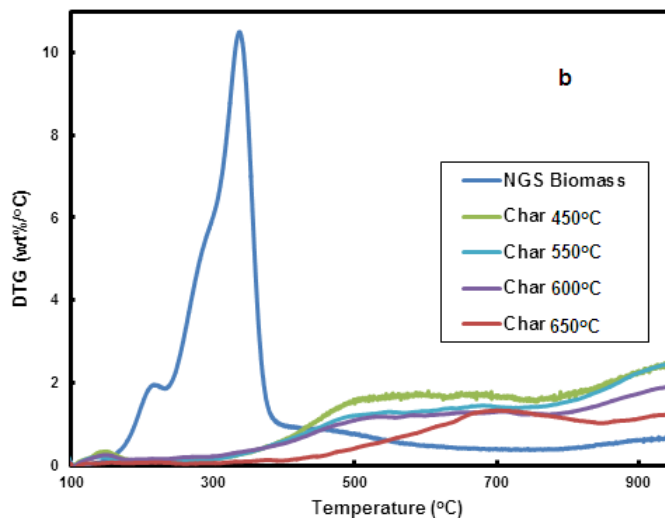 10
8
6
4
2
0
DTG (wt%/°C)
b
NGS Biomass
Char 450°C
Char 550°C
Char 600°C
Char 650°C
100 300 500 700 900
Temperature (°C)